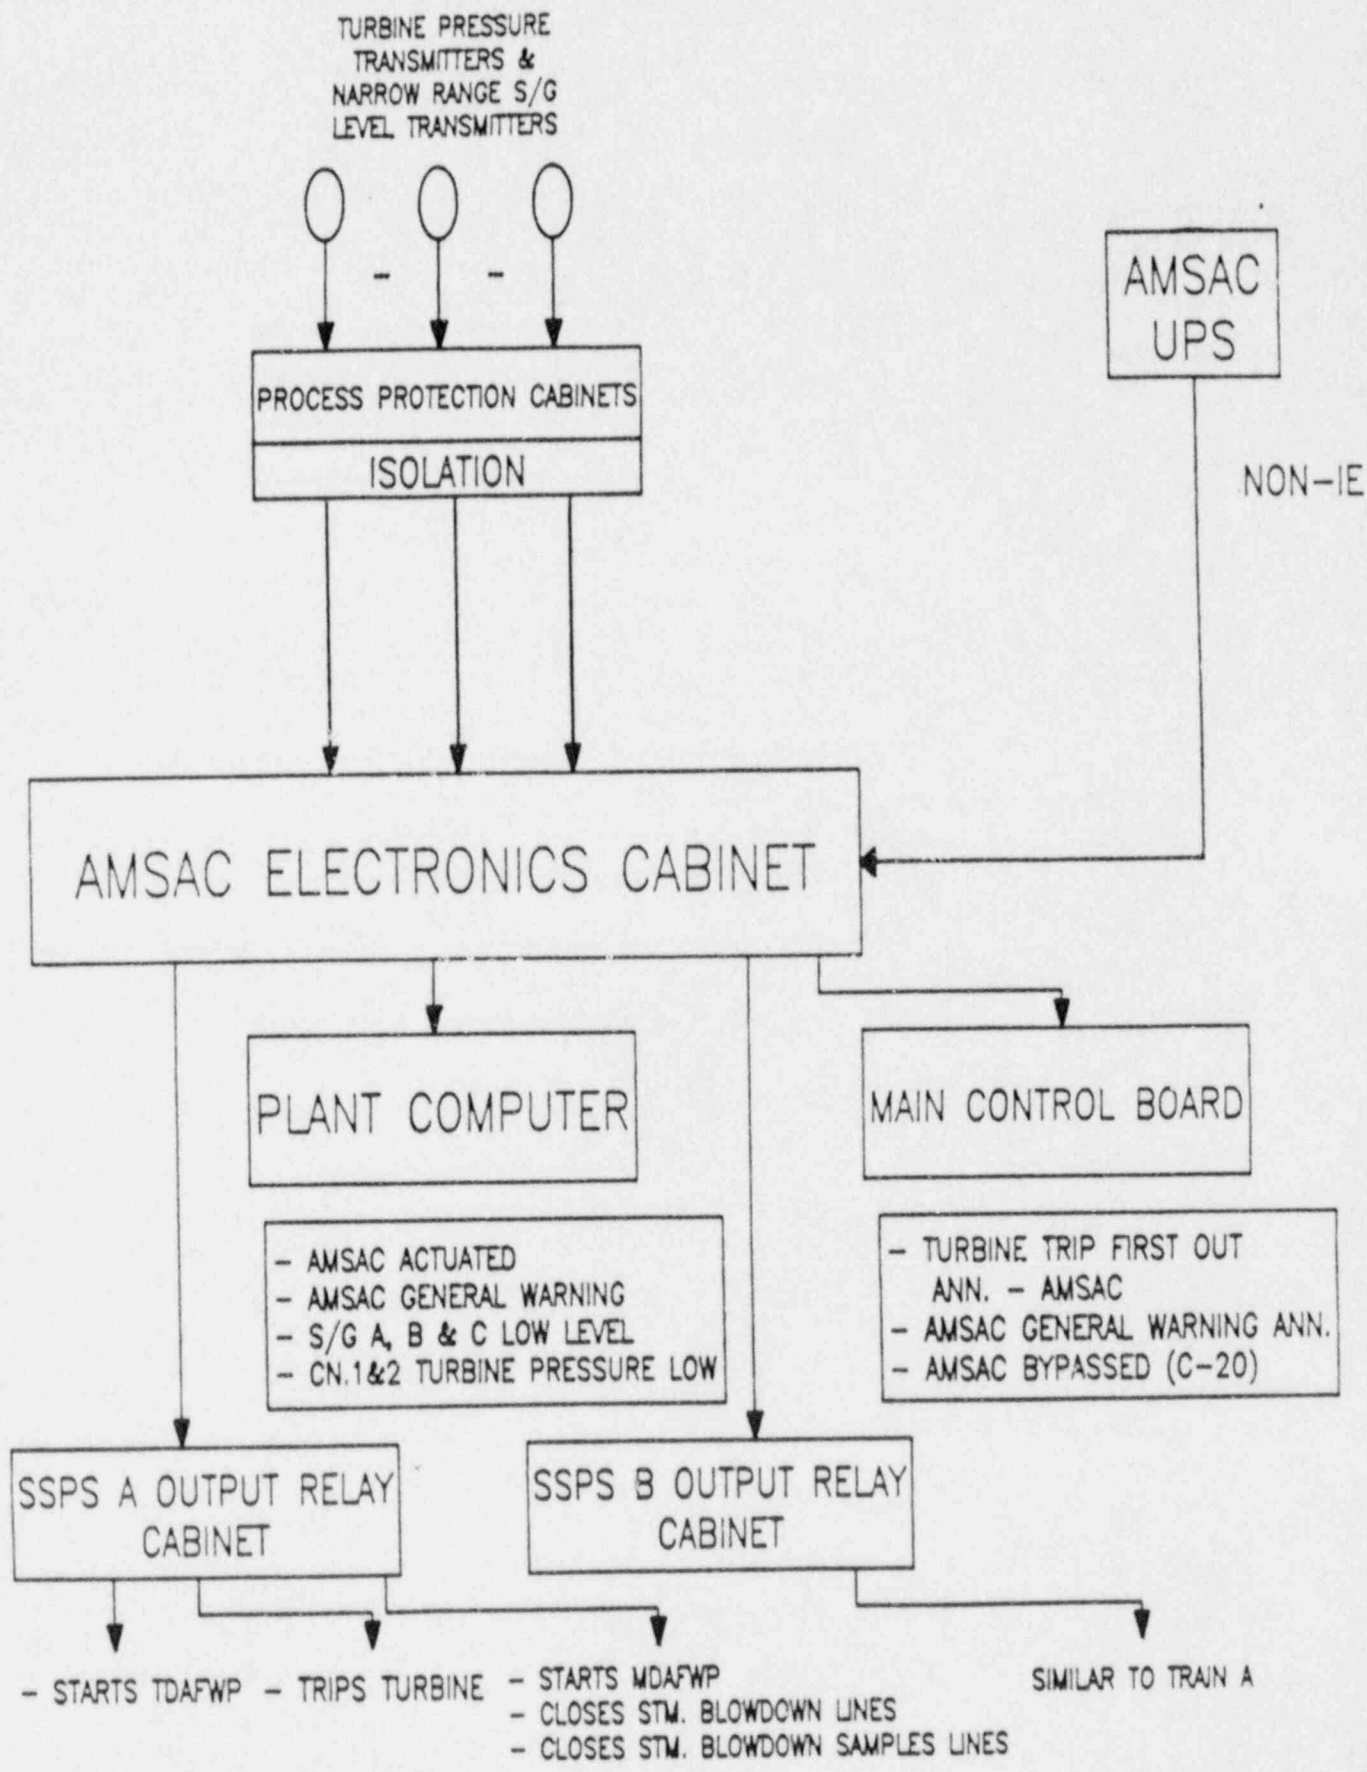 TURBINE PRESSURE
TRANSMITTERS &
NARROW RANGE S/G
LEVEL TRANSMITTERS
AMSAC
UPS
PROCESS PROTECTION CABINETS
ISOLATION
NON-IE
AMSAC ELECTRONICS CABINET
PLANT COMPUTER
MAIN CONTROL BOARD
- AMSAC ACTUATED
- AMSAC GENERAL WARNING
- S/G A, B & C LOW LEVEL
- CN.1&2 TURBINE PRESSURE LOW
- TURBINE TRIP FIRST OUT
ANN. - AMSAC
- AMSAC GENERAL WARNING ANN.
- AMSAC BYPASSED (C-20)
SSPS A OUTPUT RELAY
CABINET
SSPS B OUTPUT RELAY
CABINET
- STARTS TDAFWP
- TRIPS TURBINE
- STARTS MDAFWP
- CLOSES STM. BLOWDOWN LINES
- CLOSES STM. BLOWDOWN SAMPLES LINES
SIMILAR TO TRAIN A